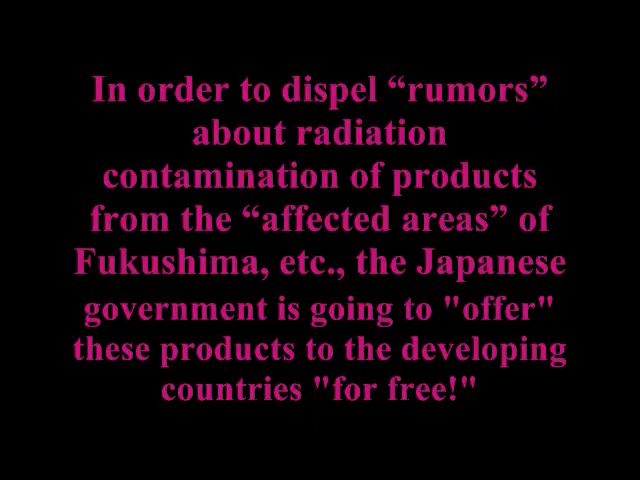 In order to dispel “rumors”
about radiation
contamination of products
from the “affected areas” of
Fukushima, etc., the Japanese
government is going to "offer"
these products to the developing
countries "for free!"